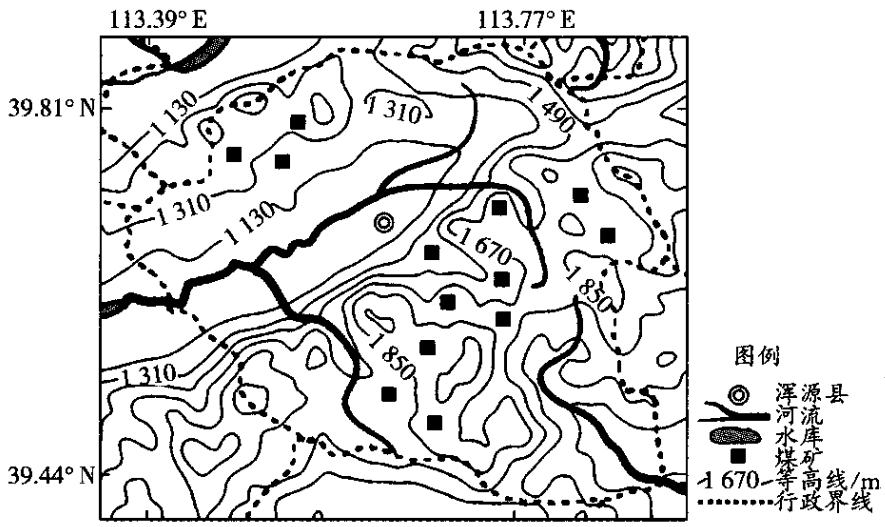 113.39° E
113.77° E
39.81° N
1 130
1 310
1 490
1 310
1 130
1 670
1 850
1 850
1 310
39.44° N
图例
浑源县
河流
水库
煤矿
1 670 等高线/m
行政界线